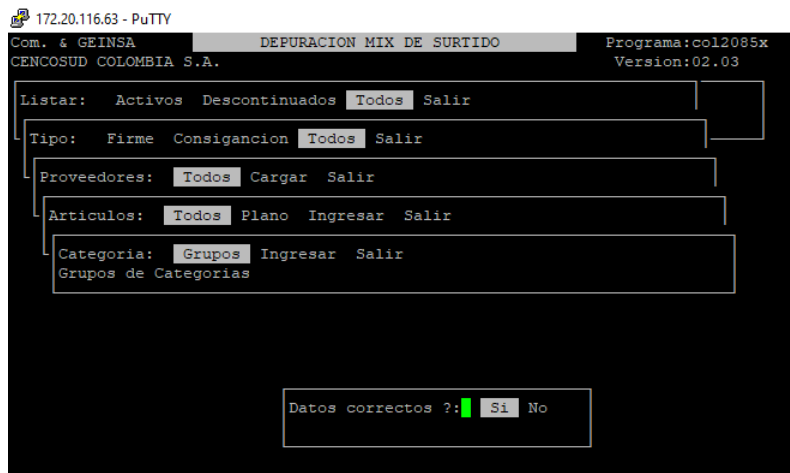 172.20.116.63 - PuTTY
Com. & GEINSA DEPURACION MIX DE SURTIDO Programa:col2085x
CENCOSUD COLOMBIA S.A. Version:02.03
Listar: Activos Descontinuados Todos Salir
Tipo: Firme Consigancion Todos Salir
Proveedores: Todos Cargar Salir
Articulos: Todos Plano Ingresar Salir
Categoria: Grupos Ingresar Salir
Grupos de Categorias
Datos correctos ?: Si No